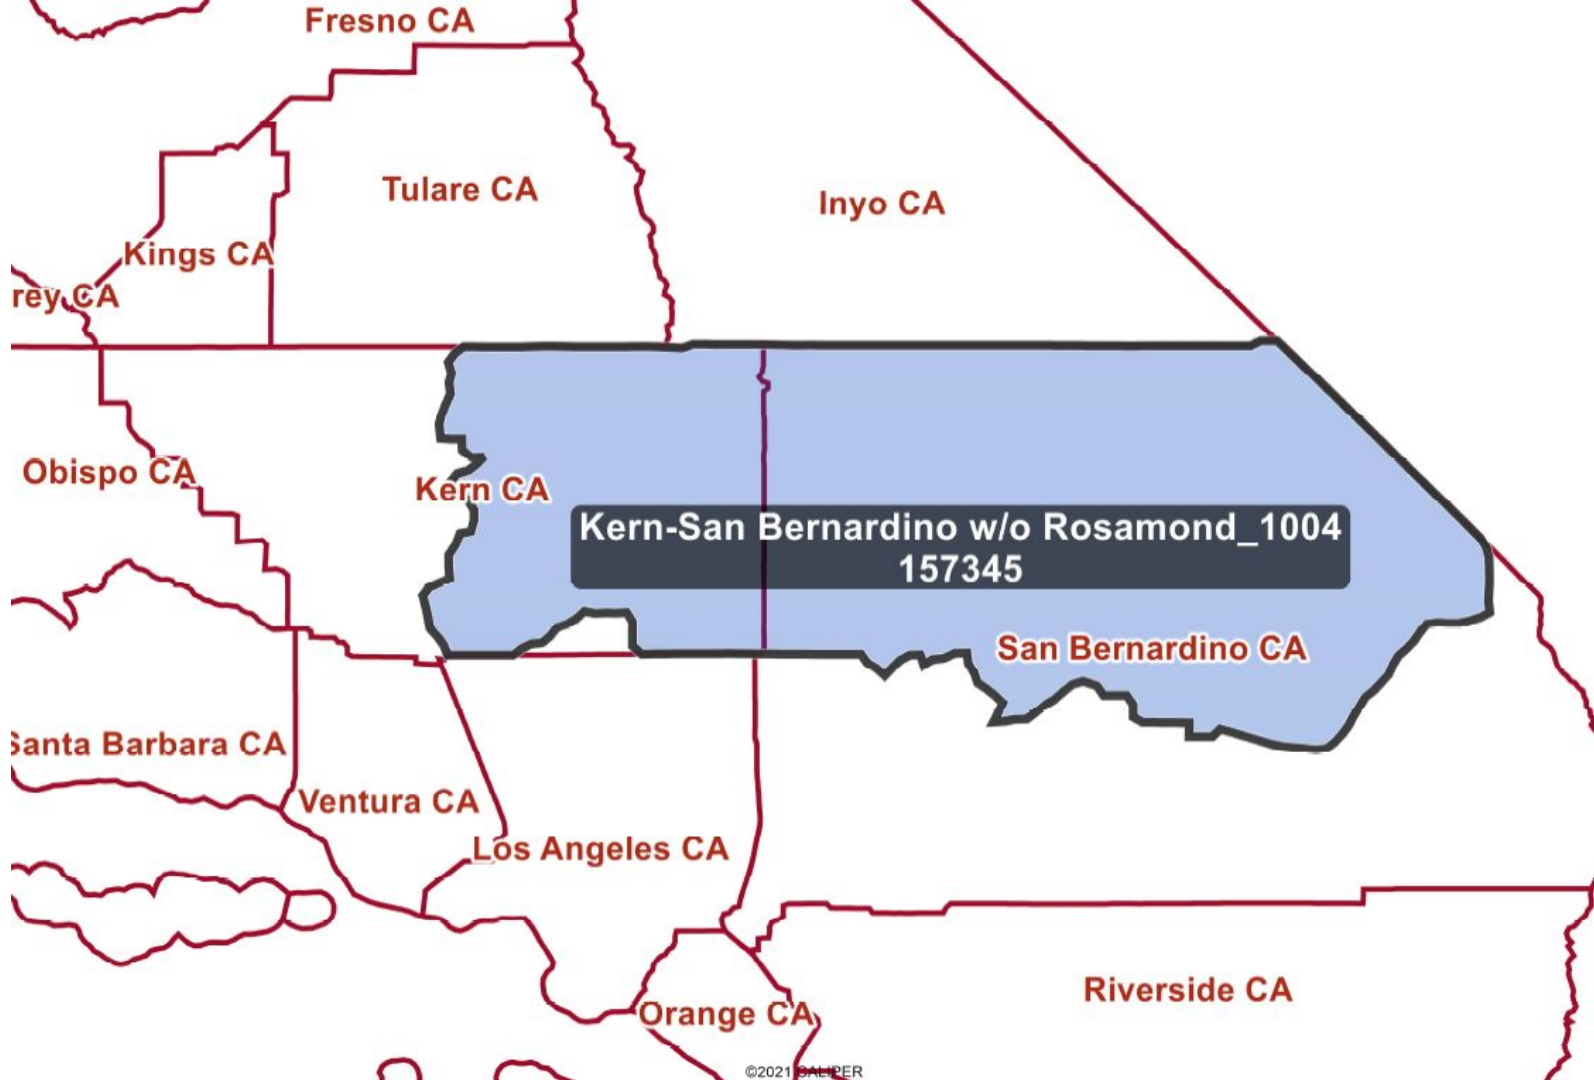 Fresno CA
Tulare CA
Inyo CA
Kings CA
rey CA
Obispo CA
Kern CA
Kern-San Bernardino w/o Rosamond_1004
157345
San Bernardino CA
Santa Barbara CA
Ventura CA
Los Angeles CA
Riverside CA
Orange CA
©2021 CALIPER